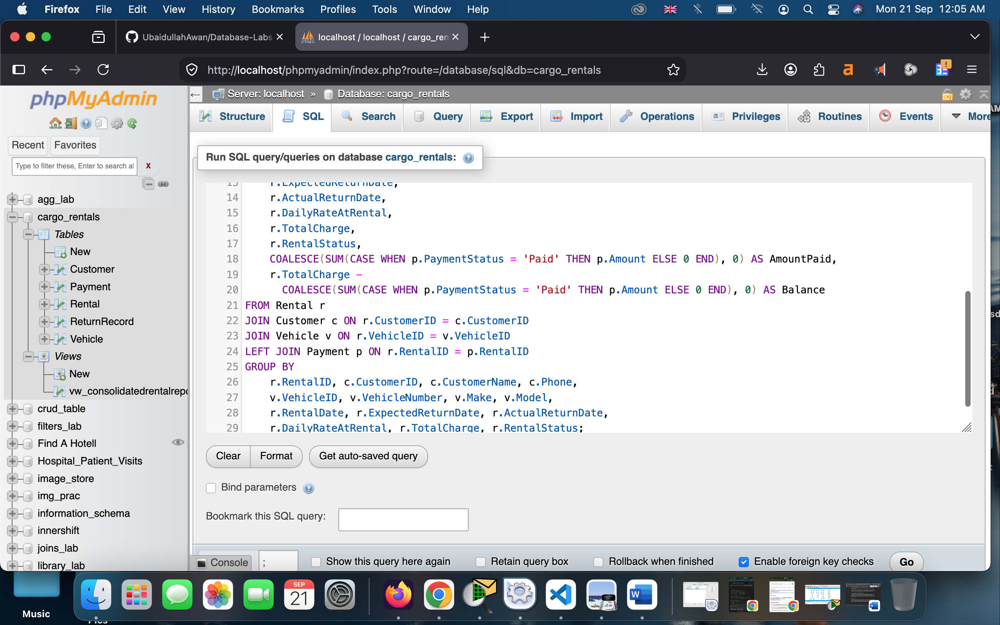 Firefox File Edit View History Bookmarks Profiles Tools Window Help Mon 21 Sep 12:05 AM
UbaidullahAwan/Database-Labs localhost / localhost / cargo_ren
http://localhost/phpmyadmin/index.php?route=/database/sql&db=cargo_rentals
phpMyAdmin
Recent Favorites
Type to filter these, Enter to search al X
agg_lab
cargo_rentals
Tables
New
Customer
Payment
Rental
ReturnRecord
Vehicle
Views
New
vw_consolidatedrentalrepo
crud_table
filters_lab
Find A Hotell
Hospital_Patient_Visits
image_store
img_prac
information_schema
innershift
joins_lab
library_lab
Server: localhost » Database: cargo_rentals
Structure SQL Search Query Export Import Operations Privileges Routines Events More
Run SQL query/queries on database cargo_rentals:
13 r.ExpectedReturnDate,
14 r.ActualReturnDate,
15 r.DailyRateAtRental,
16 r.TotalCharge,
17 r.RentalStatus,
18 COALESCE(SUM(CASE WHEN p.PaymentStatus = 'Paid' THEN p.Amount ELSE 0 END), 0) AS AmountPaid,
19 r.TotalCharge -
20 COALESCE(SUM(CASE WHEN p.PaymentStatus = 'Paid' THEN p.Amount ELSE 0 END), 0) AS Balance
21 FROM Rental r
22 JOIN Customer c ON r.CustomerID = c.CustomerID
23 JOIN Vehicle v ON r.VehicleID = v.VehicleID
24 LEFT JOIN Payment p ON r.RentalID = p.RentalID
25 GROUP BY
26 r.RentalID, c.CustomerID, c.CustomerName, c.Phone,
27 v.VehicleID, v.VehicleNumber, v.Make, v.Model,
28 r.RentalDate, r.ExpectedReturnDate, r.ActualReturnDate,
29 r.DailyRateAtRental, r.TotalCharge, r.RentalStatus;
Clear Format Get auto-saved query
Bind parameters
Bookmark this SQL query:
Console ; Show this query here again Retain query box Rollback when finished Enable foreign key checks Go
SEP
21
Music